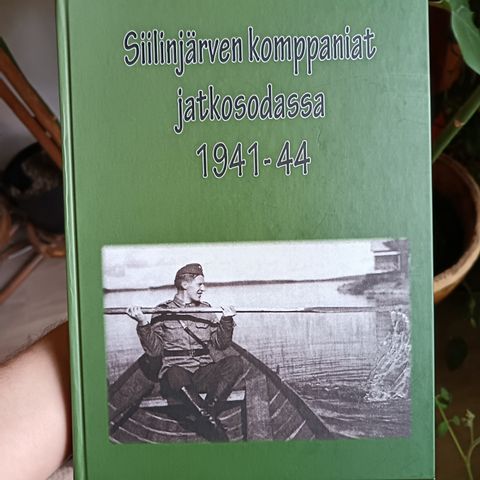 Siilinjärven komppaniat
jatkosodassa
1941-44